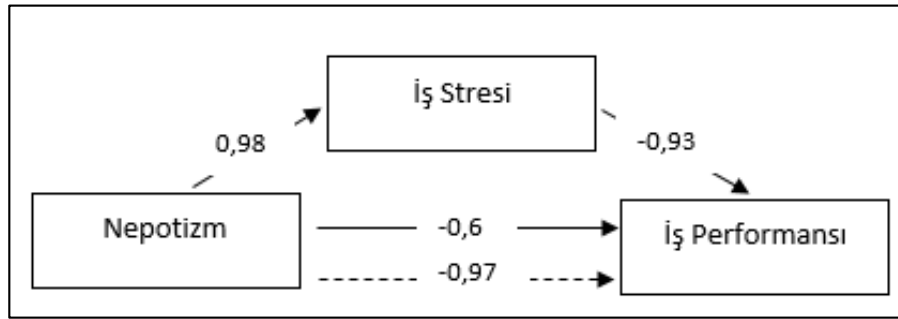 İş Stresi
0,98
-0,93
Nepotizm
-0,6
İş Performansı
-0,97